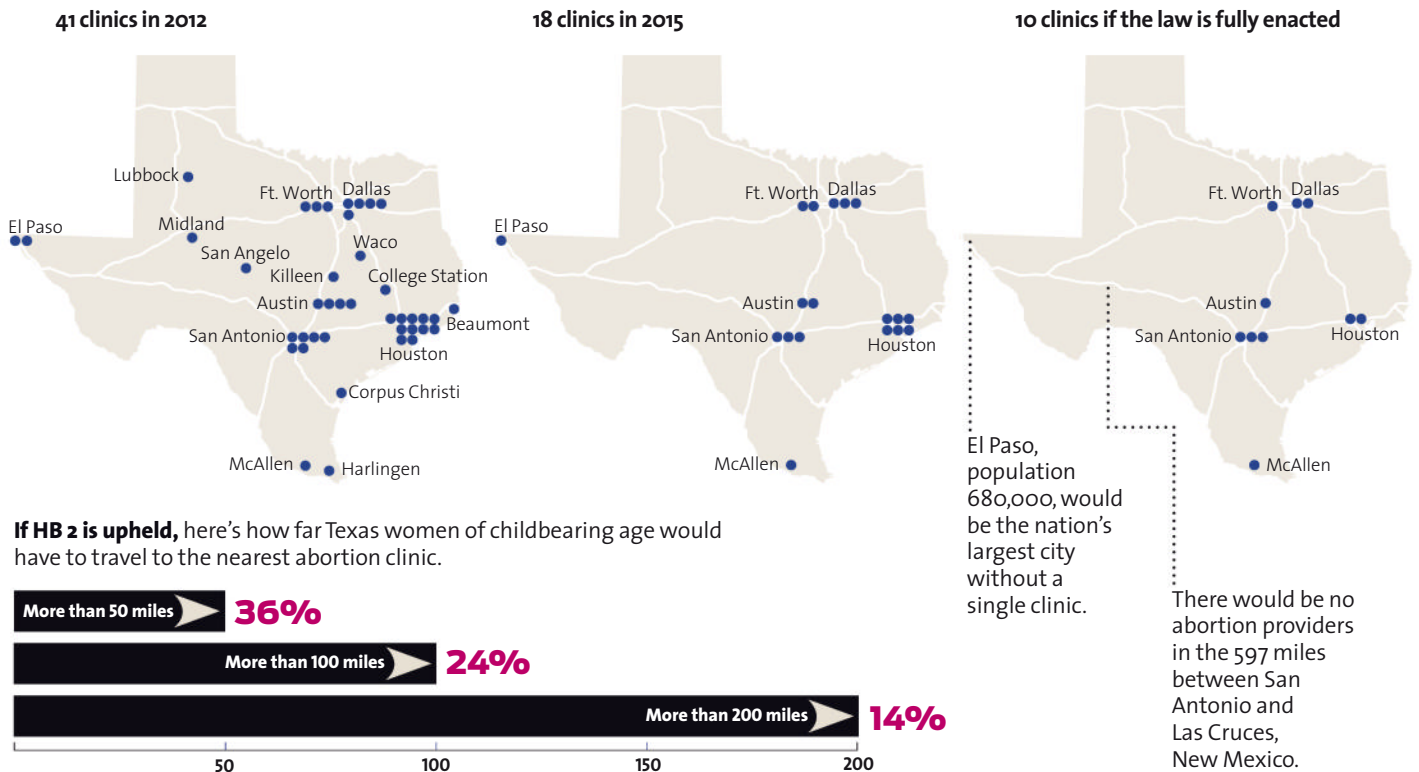 41 clinics in 2012
Lubbock
Ft. Worth
Dallas
El Paso
Midland
Waco
San Angelo
Killeen
College Station
Austin
Beaumont
San Antonio
Houston
Corpus Christi
McAllen
Harlingen
18 clinics in 2015
Ft. Worth
Dallas
El Paso
Austin
San Antonio
Houston
McAllen
10 clinics if the law is fully enacted
Ft. Worth
Dallas
Austin
San Antonio
Houston
McAllen
El Paso,
population
680,000, would
be the nation’s
largest city
without a
single clinic.
There would be no
abortion providers
in the 597 miles
between San
Antonio and
Las Cruces,
New Mexico.
If HB 2 is upheld, here’s how far Texas women of childbearing age would
have to travel to the nearest abortion clinic.
More than 50 miles 36%
More than 100 miles 24%
More than 200 miles 14%
50 100 150 200